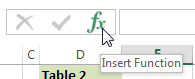 fx
Insert Function
C D E
Table 2